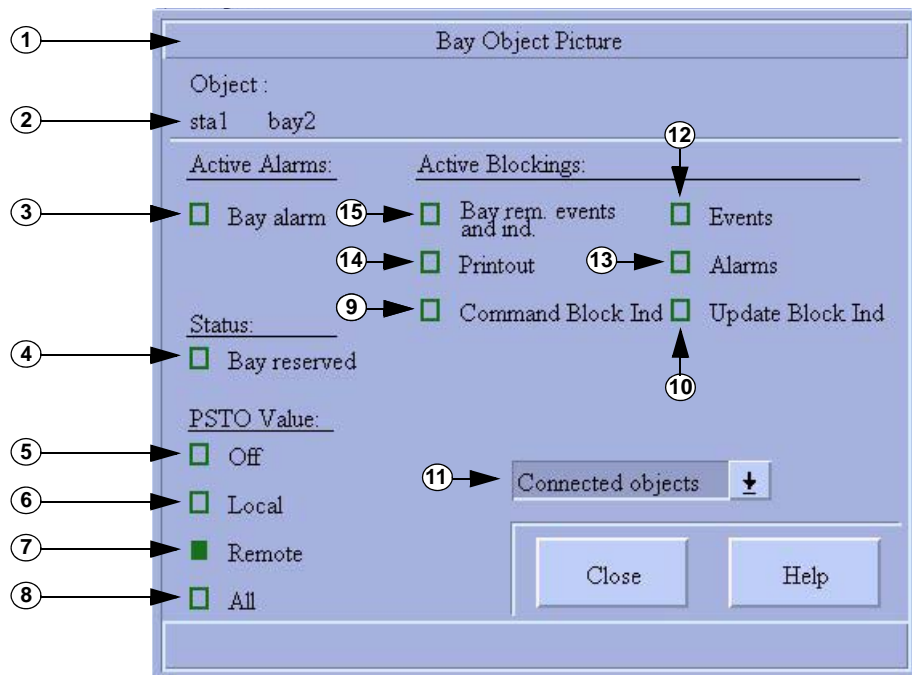 1 Bay Object Picture
Object :
2 sta1 bay2
12
Active Alarms: Active Blockings:
3 Bay alarm 15 Bay rem. events and ind. Events
14 Printout 13 Alarms
9 Command Block Ind Update Block Ind
Status:
4 Bay reserved
10
PSTO Value:
5 Off
11 Connected objects
6 Local
7 Remote
Close Help
8 All